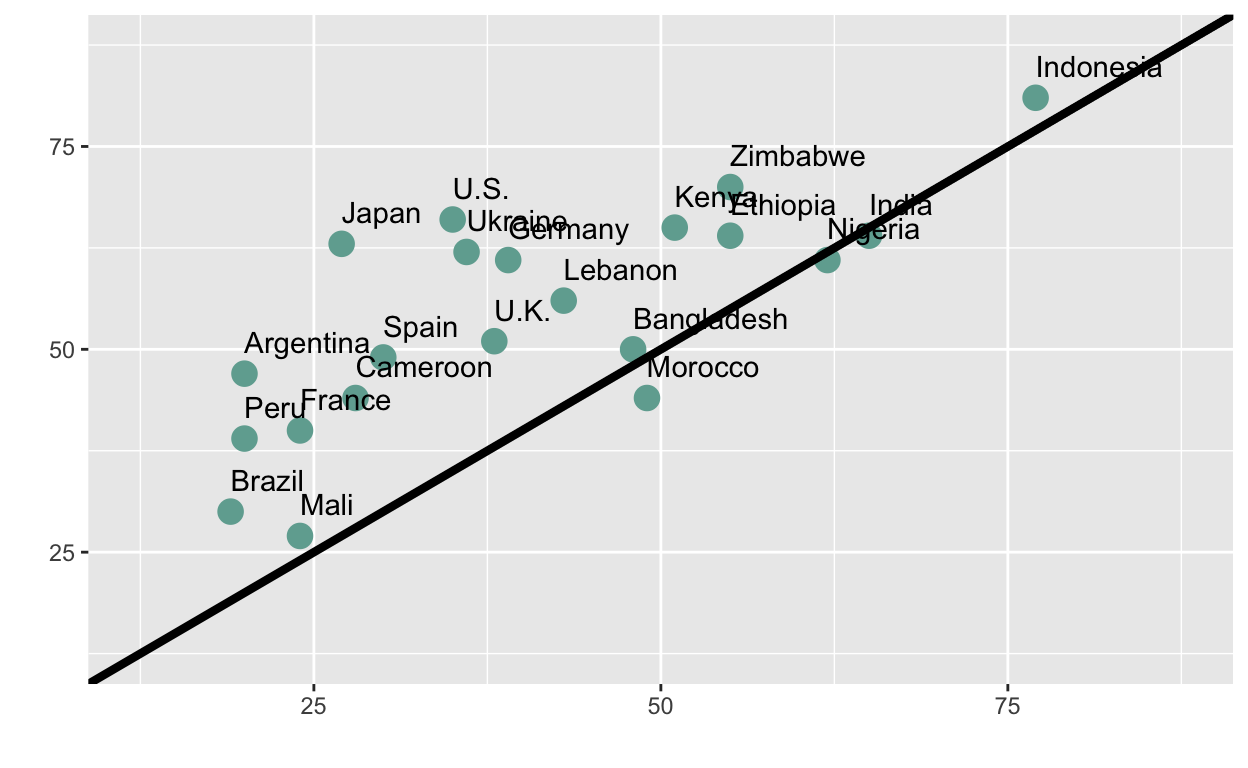 Indonesia
75
Zimbabwe
U.S.
Kenya
Ethiopia
India
Japan
Ukraine
Germany
Nigeria
Lebanon
U.K.
Bangladesh
Spain
Argentina
50
Cameroon
Morocco
France
Peru
Brazil
Mali
25
25
50
75